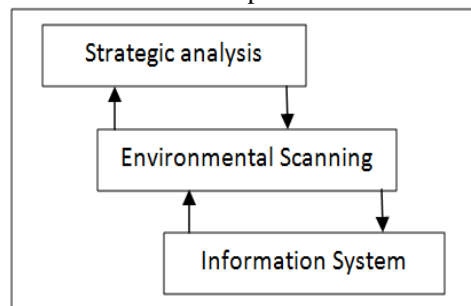 Strategic analysis
Environmental Scanning
Information System